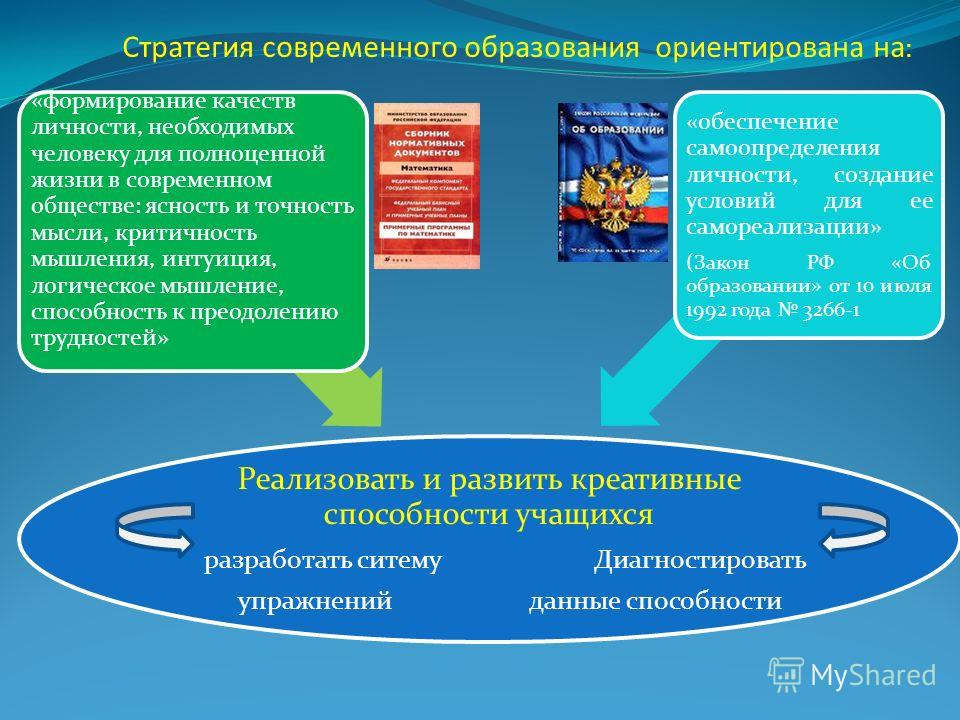 Стратегия современного образования ориентирована на:
«формирование качеств
личности, необходимых
человеку для полноценной
жизни в современном
обществе: ясность и точность
мысли, критичность
мышления, интуиция,
логическое мышление,
способность к преодолению
трудностей»
МИНИСТЕРСТВО ОБРАЗОВАНИЯ
РОССИЙСКОЙ ФЕДЕРАЦИИ
СБОРНИК
НОРМАТИВНЫХ
ДОКУМЕНТОВ
Математика
ФЕДЕРАЛЬНЫЙ КОМПОНЕНТ
ГОСУДАРСТВЕННОГО СТАНДАРТА
ФЕДЕРАЛЬНЫЙ БАЗИСНЫЙ
УЧЕБНЫЙ ПЛАН
И ПРИМЕРНЫЕ УЧЕБНЫЕ ПЛАНЫ
ПРИМЕРНЫЕ ПРОГРАММЫ
ПО МАТЕМАТИКЕ
ЗАКОН РОССИЙСКОЙ ФЕДЕРАЦИИ
ОБ ОБРАЗОВАНИИ
«обеспечение
самоопределения
личности, создание
условий для ее
самореализации»
(Закон РФ «Об
образовании» от 10 июля
1992 года № 3266-1
Реализовать и развить креативные
способности учащихся
разработать ситему Диагностировать
упражнений данные способности
MyShared